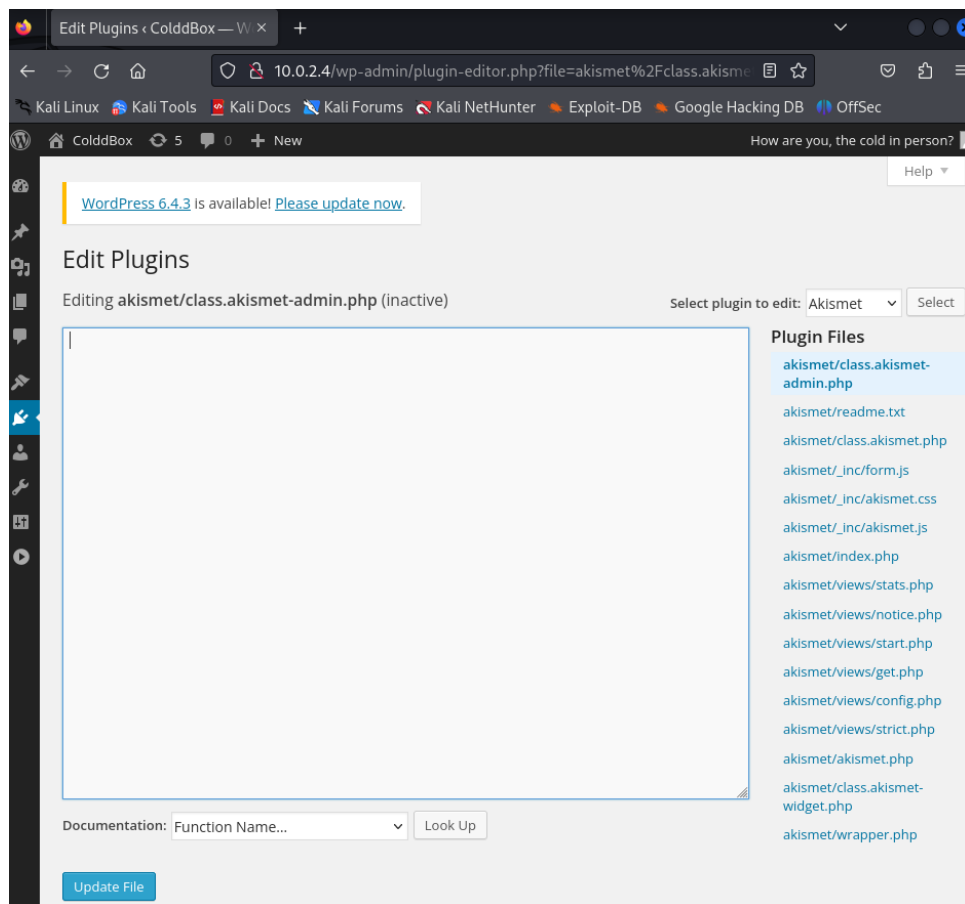 Edit Plugins ‹ ColddBox — W
10.0.2.4/wp-admin/plugin-editor.php?file=akismet%2Fclass.akisme
Kali Linux Kali Tools Kali Docs Kali Forums Kali NetHunter Exploit-DB Google Hacking DB OffSec
ColddBox 5 0 + New How are you, the cold in person?
Help
WordPress 6.4.3 is available! Please update now.
Edit Plugins
Editing akismet/class.akismet-admin.php (inactive)
Select plugin to edit: Akismet Select
Plugin Files
akismet/class.akismet-
admin.php
akismet/readme.txt
akismet/class.akismet.php
akismet/_inc/form.js
akismet/_inc/akismet.css
akismet/_inc/akismet.js
akismet/index.php
akismet/views/stats.php
akismet/views/notice.php
akismet/views/start.php
akismet/views/get.php
akismet/views/config.php
akismet/views/strict.php
akismet/akismet.php
akismet/class.akismet-
widget.php
akismet/wrapper.php
Documentation: Function Name... Look Up
Update File